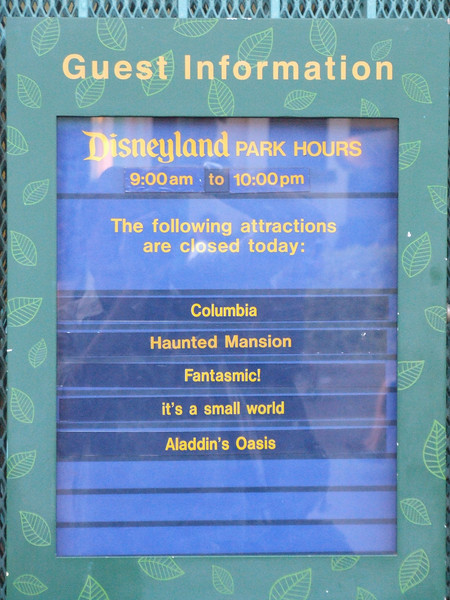 Guest Information
Disneyland PARK HOURS
9:00am to 10:00pm
The following attractions
are closed today:
Columbia
Haunted Mansion
Fantasmic!
it's a small world
Aladdin's Oasis